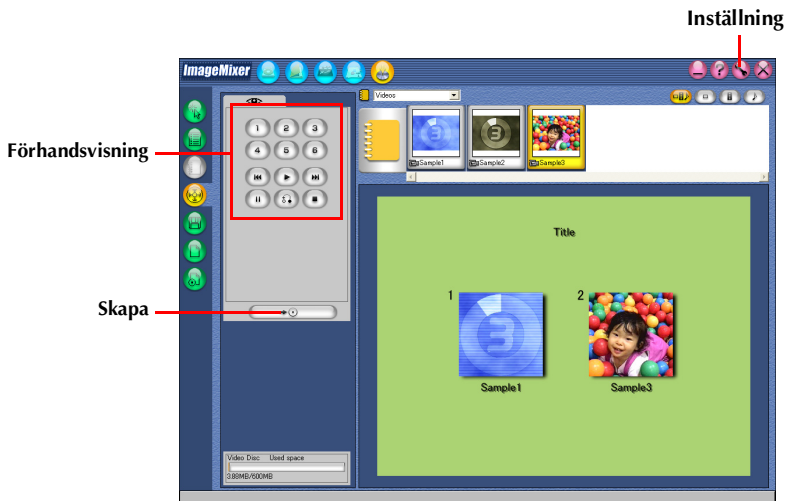 Inställning
ImageMixer
Videos
1 2 3
Förhandsvisning
4 5 6
Sample1 Sample2 Sample3
Title
1 2
Skapa
Sample1 Sample3
Video Disc Used space
3.88MB/600MB